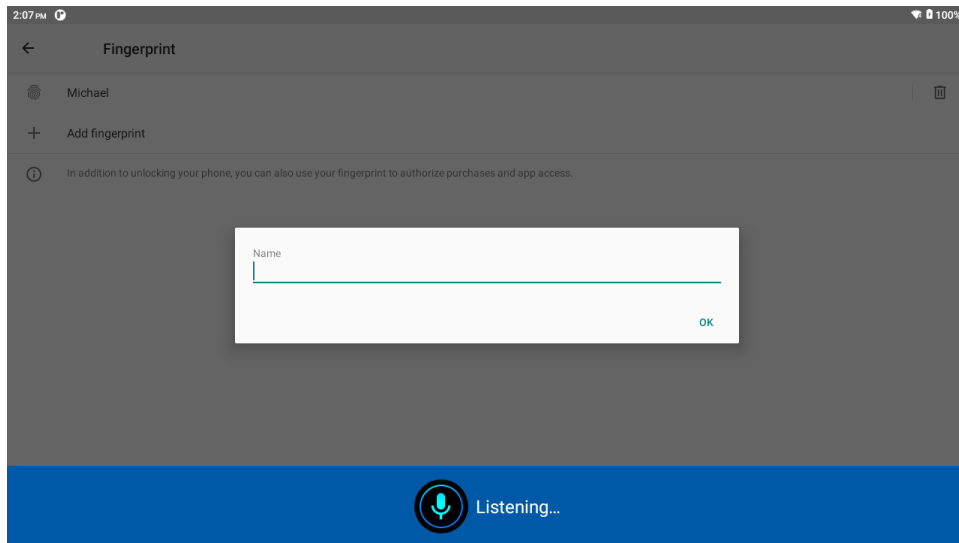 2:07 PM 100%
Fingerprint
Michael
Add fingerprint
In addition to unlocking your phone, you can also use your fingerprint to authorize purchases and app access.
Name
OK
Listening...